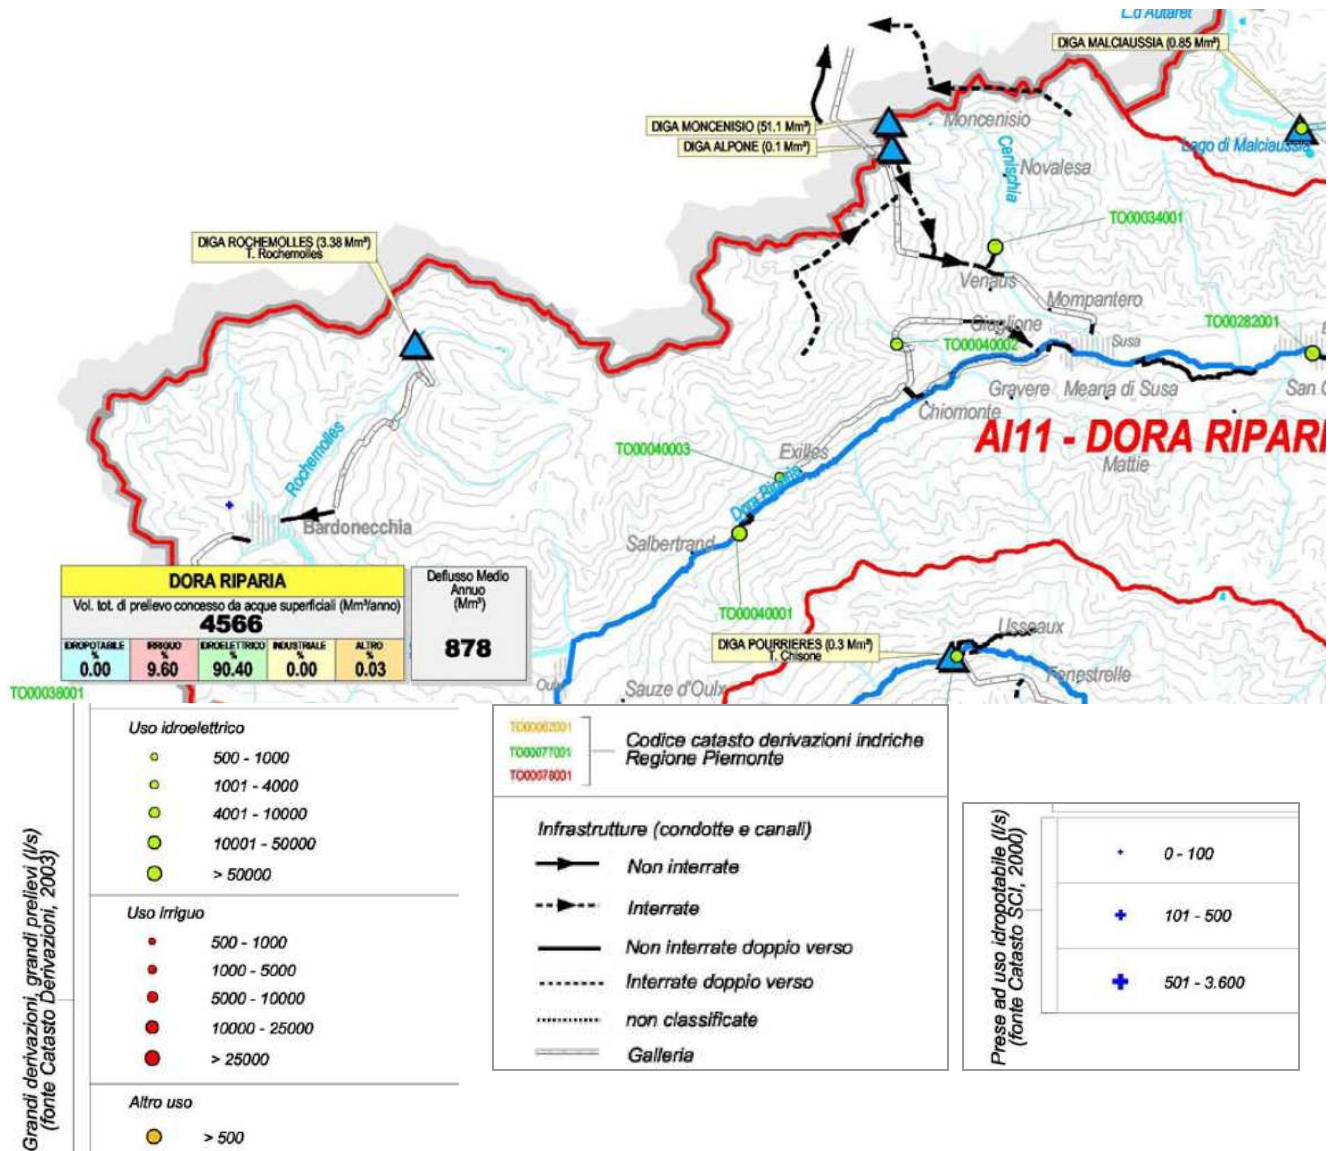 L.d'Autaret
DIGA MALCIAUSSIA (0.85 Mm³)
DIGA MONCENISIO (51.1 Mm³)
Moncenisio
DIGA ALPONE (0.1 Mm³)
Lago di Malciaussia
Cenischia
Novalesa
TO00034001
DIGA ROCHEMOLLES (3.38 Mm³)
T. Rochemolles
Venaus
Mompantero
Giaglione
TO00282001
TO00040002
Susa
Gravere
Meana di Susa
San
Chiomonte
AI11 - DORA RIPARI
TO00040003
Exilles
Mattie
Rochemolles
Dora Riparia
Bardonecchia
Salbertrand
DORA RIPARIA
Vol. tot. di prelievo concesso da acque superficiali (Mm³/anno)
4566
IDROPOTABILE % 0.00
IRRIGUO % 9.60
IDROELETTRICO % 90.40
INDUSTRIALE % 0.00
ALTRO % 0.03
Deflusso Medio
Annuo
(Mm³)
878
TO00040001
Usseaux
DIGA POURRIERES (0.3 Mm³)
T. Chisone
Fenestrelle
Oulx
Sauze d'Oulx
TO00038001
Grandi derivazioni, grandi prelievi (l/s)
(fonte Catasto Derivazioni, 2003)
Uso idroelettrico
500 - 1000
1001 - 4000
4001 - 10000
10001 - 50000
> 50000
Uso irriguo
500 - 1000
1000 - 5000
5000 - 10000
10000 - 25000
> 25000
Altro uso
> 500
TO00062001
TO00077001
TO00078001
Codice catasto derivazioni indriche
Regione Piemonte
Infrastrutture (condotte e canali)
Non interrate
Interrate
Non interrate doppio verso
Interrate doppio verso
non classificate
Galleria
Prese ad uso idropotabile (l/s)
(fonte Catasto SCI, 2000)
0 - 100
101 - 500
501 - 3.600